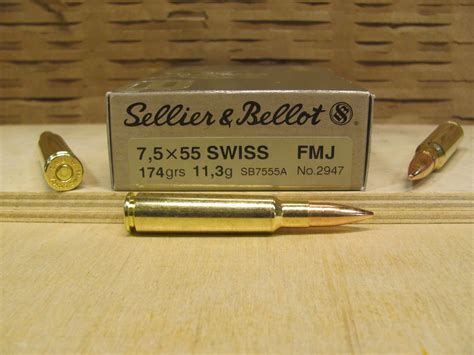 Sellier & Bellot
7,5×55 SWISS FMJ
174grs 11,3g SB7555A No.2947